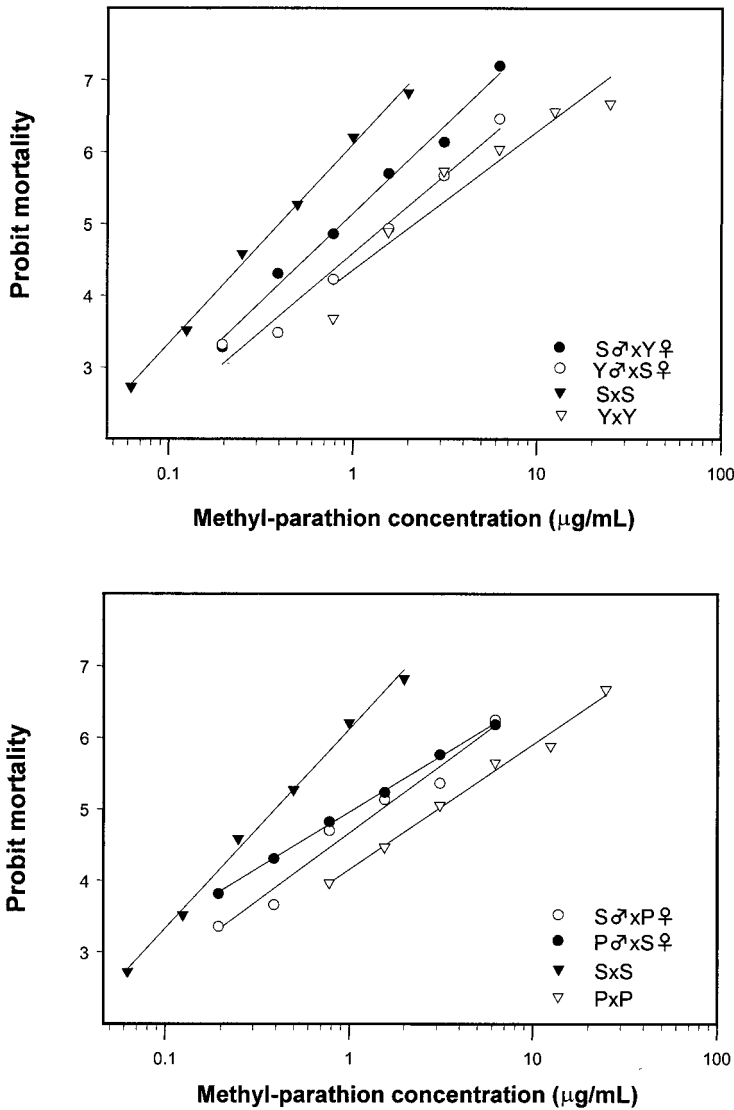 Probit mortality
7
6
5
4
3
S♂xY♀
Y♂xS♀
SxS
YxY
0.1 1 10 100
Methyl-parathion concentration (μg/mL)
Probit mortality
7
6
5
4
3
S♂xP♀
P♂xS♀
SxS
PxP
0.1 1 10 100
Methyl-parathion concentration (μg/mL)